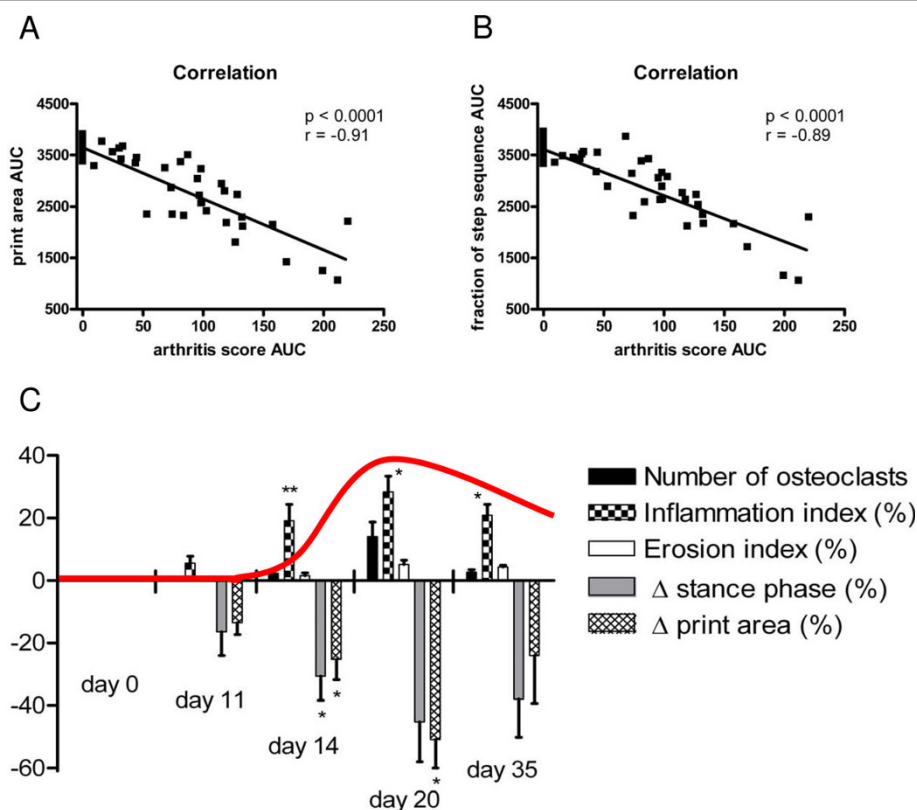 A
Correlation
p < 0.0001
r = -0.91
print area AUC
4500
3500
2500
1500
500
0
50
100
150
200
250
arthritis score AUC
B
Correlation
p < 0.0001
r = -0.89
fraction of step sequence AUC
4500
3500
2500
1500
500
0
50
100
150
200
250
arthritis score AUC
C
40
20
0
-20
-40
-60
**
*
*
*
*
*
day 0
day 11
day 14
day 20
day 35
Number of osteoclasts
Inflammation index (%)
Erosion index (%)
Δ stance phase (%)
Δ print area (%)